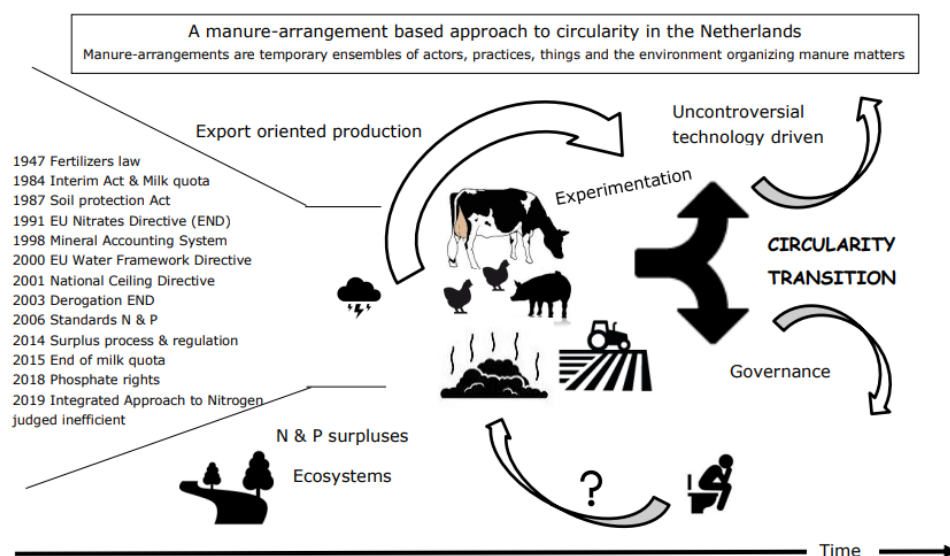 A manure-arrangement based approach to circularity in the Netherlands
Manure-arrangements are temporary ensembles of actors, practices, things and the environment organizing manure matters
Export oriented production
Uncontroversial
technology driven
1947 Fertilizers law
1984 Interim Act & Milk quota
1987 Soil protection Act
1991 EU Nitrates Directive (END)
1998 Mineral Accounting System
2000 EU Water Framework Directive
2001 National Ceiling Directive
2003 Derogation END
2006 Standards N & P
2014 Surplus process & regulation
2015 End of milk quota
2018 Phosphate rights
2019 Integrated Approach to Nitrogen
judged inefficient
Experimentation
CIRCULARITY
TRANSITION
Governance
N & P surpluses
Ecosystems
?
Time